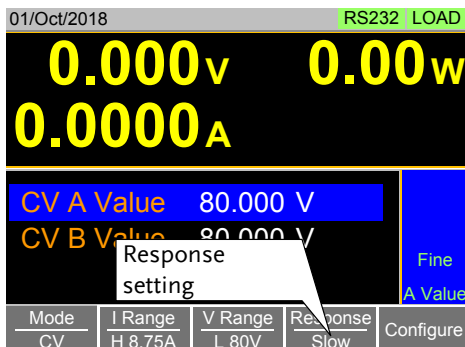 01/Oct/2018 RS232 LOAD
0.000V 0.00W
0.0000A
CV A Value 80.000 V
CV B Value 80.000 V
Response
setting
Fine
A Value
Mode I Range V Range Response Configure
CV H 8.75A L 80V Slow